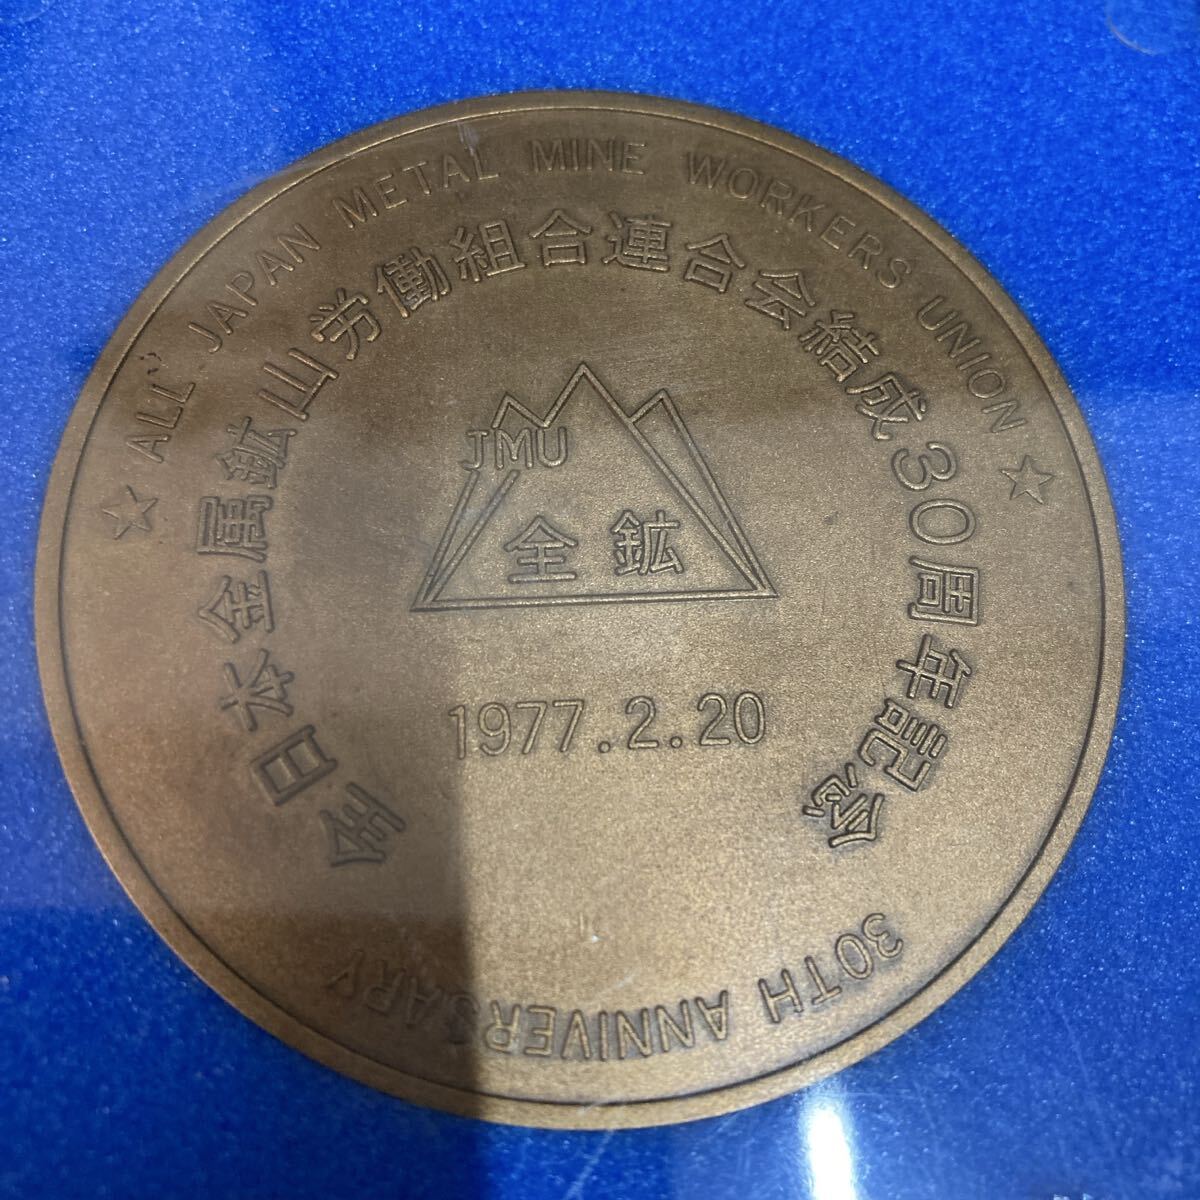 ALL JAPAN METAL MINE WORKERS UNION
全日本金属鉱山労働組合連合会結成30周年記念
JMU
全鉱
1977.2.20
30TH ANNIVERSARY